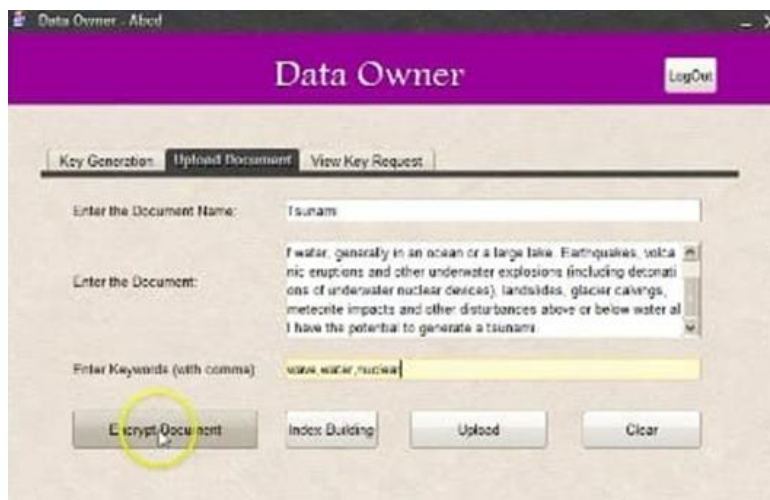 Data Owner - Abcd
Data Owner
LogOut
Key Generation Upload Document View Key Request
Enter the Document Name: Tsunami
f water, generally in an ocean or a large lake. Earthquakes, volca
Enter the Document: nic eruptions and other underwater explosions (including detonati
ons of underwater nuclear devices), landslides, glacier calvings,
meteorite impacts and other disturbances above or below water al
l have the potential to generate a tsunami
Enter Keywords (with comma) wave,water,nuclear
Encrypt Document Index Building Upload Clear